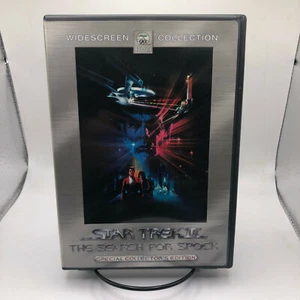 WIDESCREEN COLLECTION
STAR TREK III
THE SEARCH FOR SPOCK
SPECIAL COLLECTOR'S EDITION